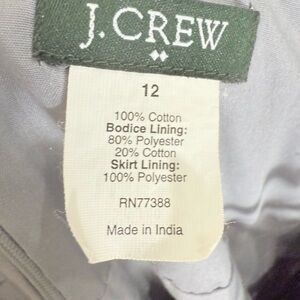 J.CREW
12
100% Cotton
Bodice Lining:
80% Polyester
20% Cotton
Skirt Lining:
100% Polyester
RN77388
Made in India